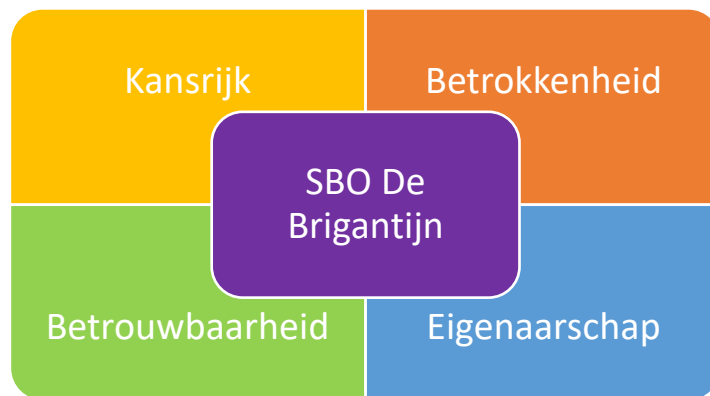 Kansrijk
Betrokkenheid
SBO De
Brigantijn
Betrouwbaarheid
Eigenaarschap